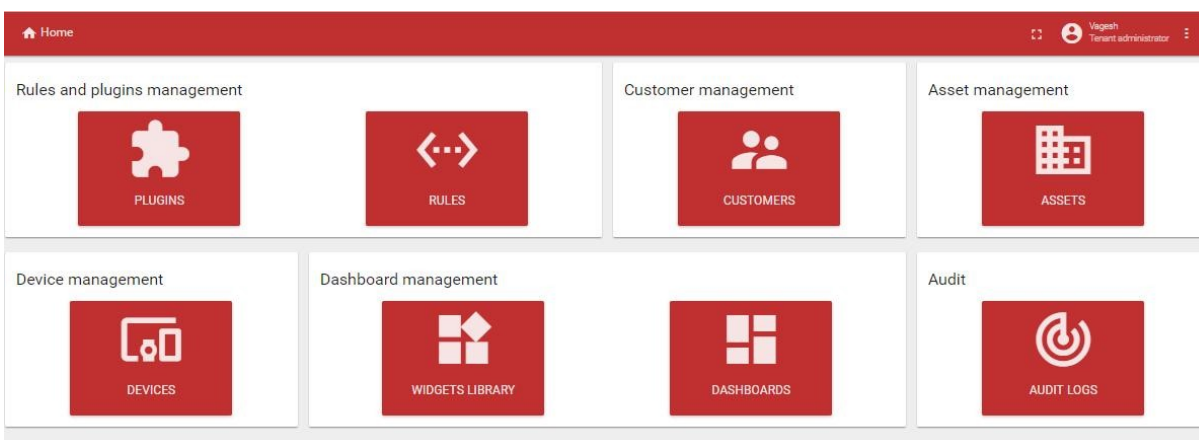 Home
Vagesh
Tenant administrator
Rules and plugins management
Customer management
Asset management
PLUGINS
RULES
CUSTOMERS
ASSETS
Device management
Dashboard management
Audit
DEVICES
WIDGETS LIBRARY
DASHBOARDS
AUDIT LOGS